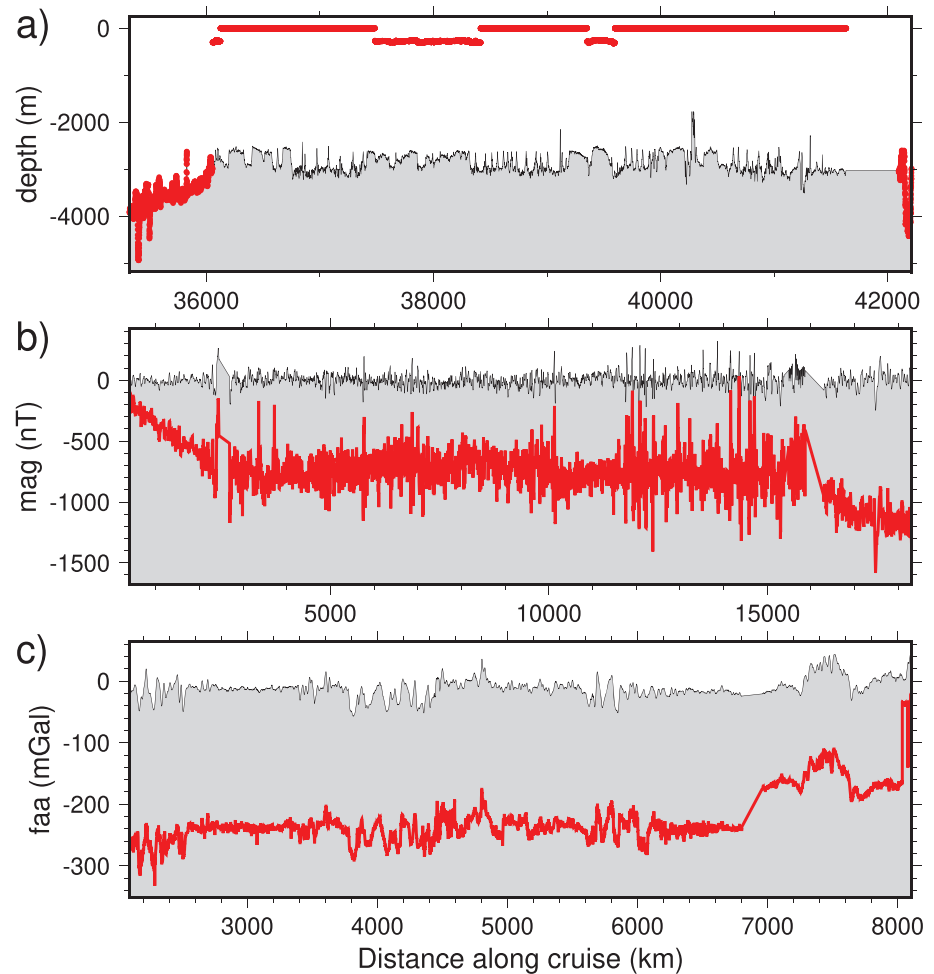 a)
0
-2000
-4000
depth (m)
36000 38000 40000 42000
b)
0
-500
-1000
-1500
mag (nT)
5000 10000 15000
c)
0
-100
-200
-300
faa (mGal)
3000 4000 5000 6000 7000 8000
Distance along cruise (km)